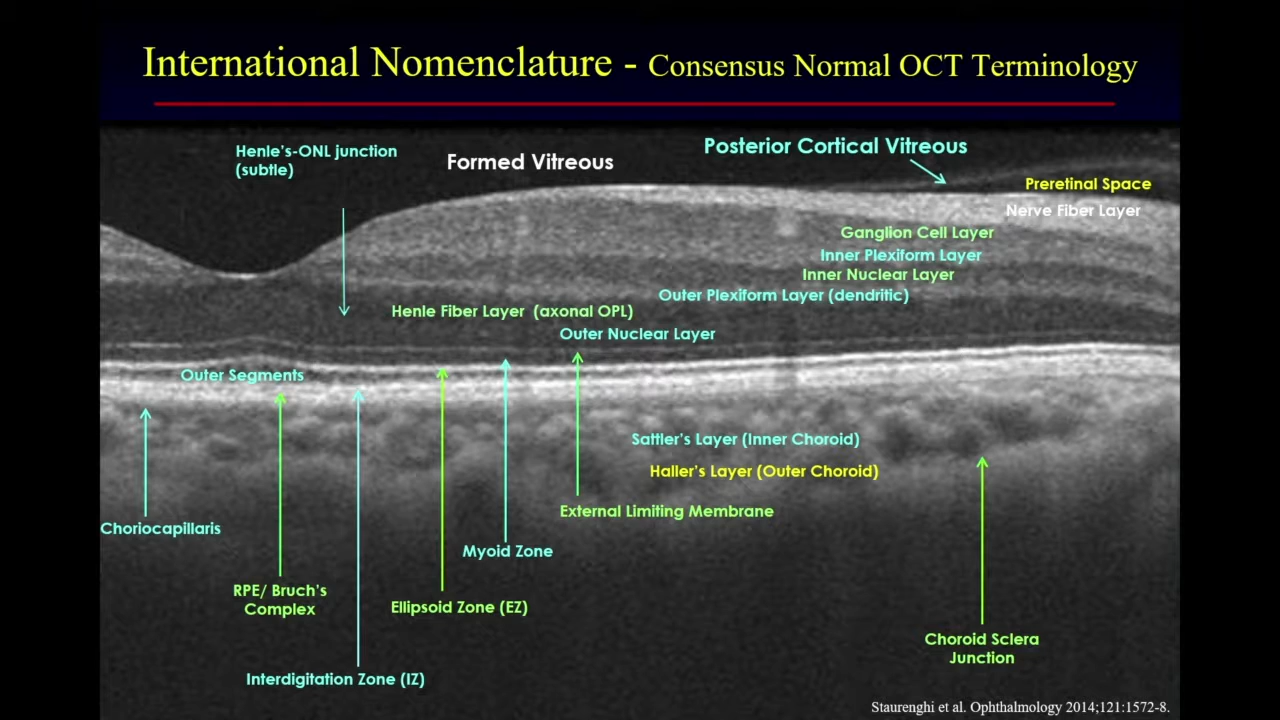 International Nomenclature - Consensus Normal OCT Terminology
Henle's-ONL junction
(subtle)
Formed Vitreous
Posterior Cortical Vitreous
Preretinal Space
Nerve Fiber Layer
Ganglion Cell Layer
Inner Plexiform Layer
Inner Nuclear Layer
Outer Plexiform Layer (dendritic)
Henle Fiber Layer (axonal OPL)
Outer Nuclear Layer
Outer Segments
Sattler's Layer (Inner Choroid)
Haller's Layer (Outer Choroid)
External Limiting Membrane
Choriocapillaris
Myoid Zone
RPE/ Bruch's
Complex
Ellipsoid Zone (EZ)
Choroid Sclera
Junction
Interdigitation Zone (IZ)
Staurenghi et al. Ophthalmology 2014;121:1572-8.